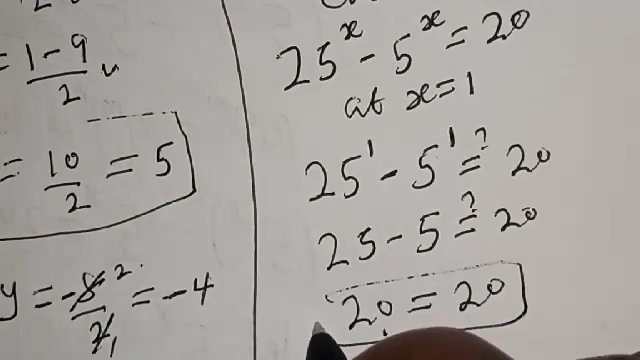 = 1-9/2
= 10/2 = 5
y = -8/2 = -4
25^x - 5^x = 20
at x=1
25^1 - 5^1 ?= 20
25 - 5 ?= 20
20 = 20